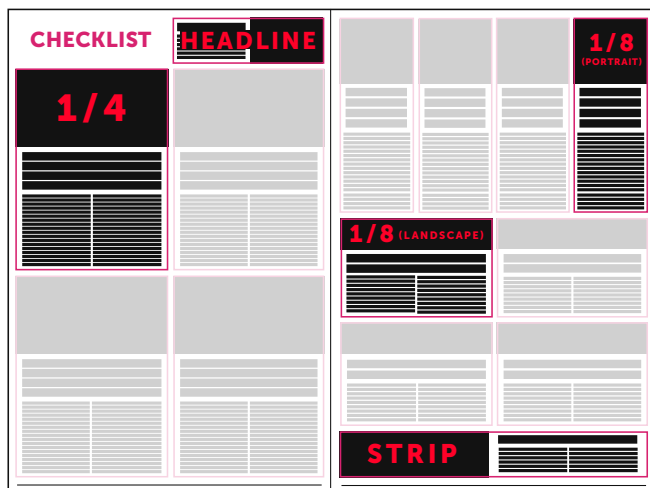 CHECKLIST
HEADLINE
1/4
1/8
(PORTRAIT)
1/8 (LANDSCAPE)
STRIP